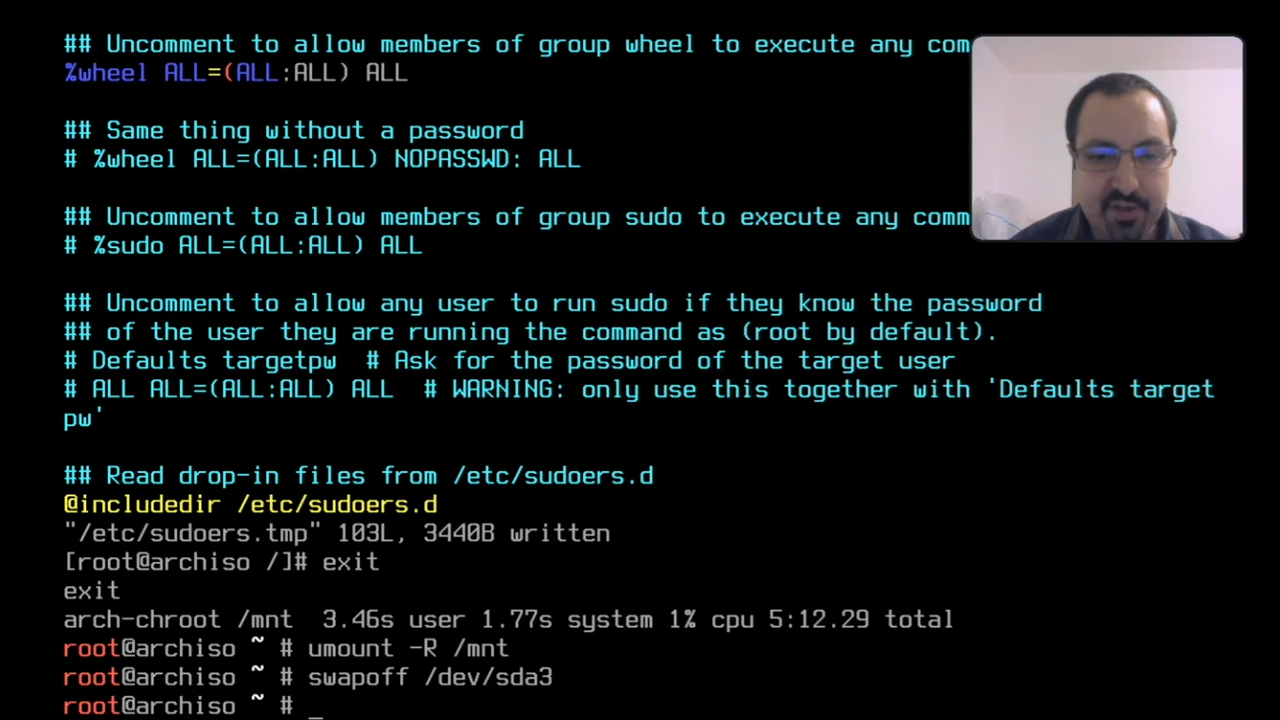 ## Uncomment to allow members of group wheel to execute any com
%wheel ALL=(ALL:ALL) ALL
## Same thing without a password
# %wheel ALL=(ALL:ALL) NOPASSWD: ALL
## Uncomment to allow members of group sudo to execute any comm
# %sudo ALL=(ALL:ALL) ALL
## Uncomment to allow any user to run sudo if they know the password
## of the user they are running the command as (root by default).
# Defaults targetpw  # Ask for the password of the target user
# ALL ALL=(ALL:ALL) ALL  # WARNING: only use this together with 'Defaults target
pw'
## Read drop-in files from /etc/sudoers.d
@includedir /etc/sudoers.d
"/etc/sudoers.tmp" 103L, 3440B written
[root@archiso /]# exit
exit
arch-chroot /mnt  3.46s user 1.77s system 1% cpu 5:12.29 total
root@archiso ~ # umount -R /mnt
root@archiso ~ # swapoff /dev/sda3
root@archiso ~ # _